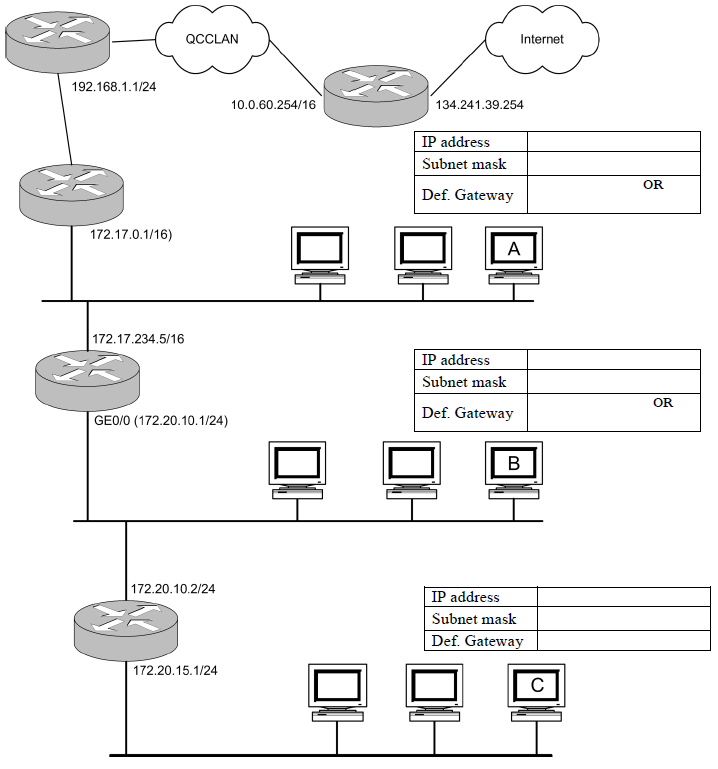 QCCLAN
Internet
192.168.1.1/24
10.0.60.254/16
134.241.39.254
IP address
Subnet mask
OR
Def. Gateway
172.17.0.1/16)
A
172.17.234.5/16
IP address
Subnet mask
OR
Def. Gateway
GE0/0 (172.20.10.1/24)
B
172.20.10.2/24
IP address
Subnet mask
Def. Gateway
172.20.15.1/24
C